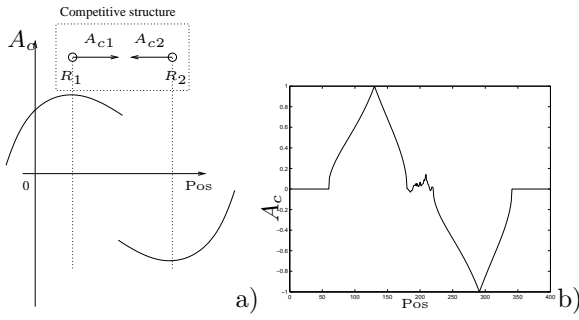 Competitive structure
A_c
A_c1 A_c2
R_1 R_2
0
Pos
a)
1
0.8
0.6
0.4
0.2
0
−0.2
−0.4
−0.6
−0.8
−1
A_c
0 50 100 150 200 250 300 350 400
Pos
b)